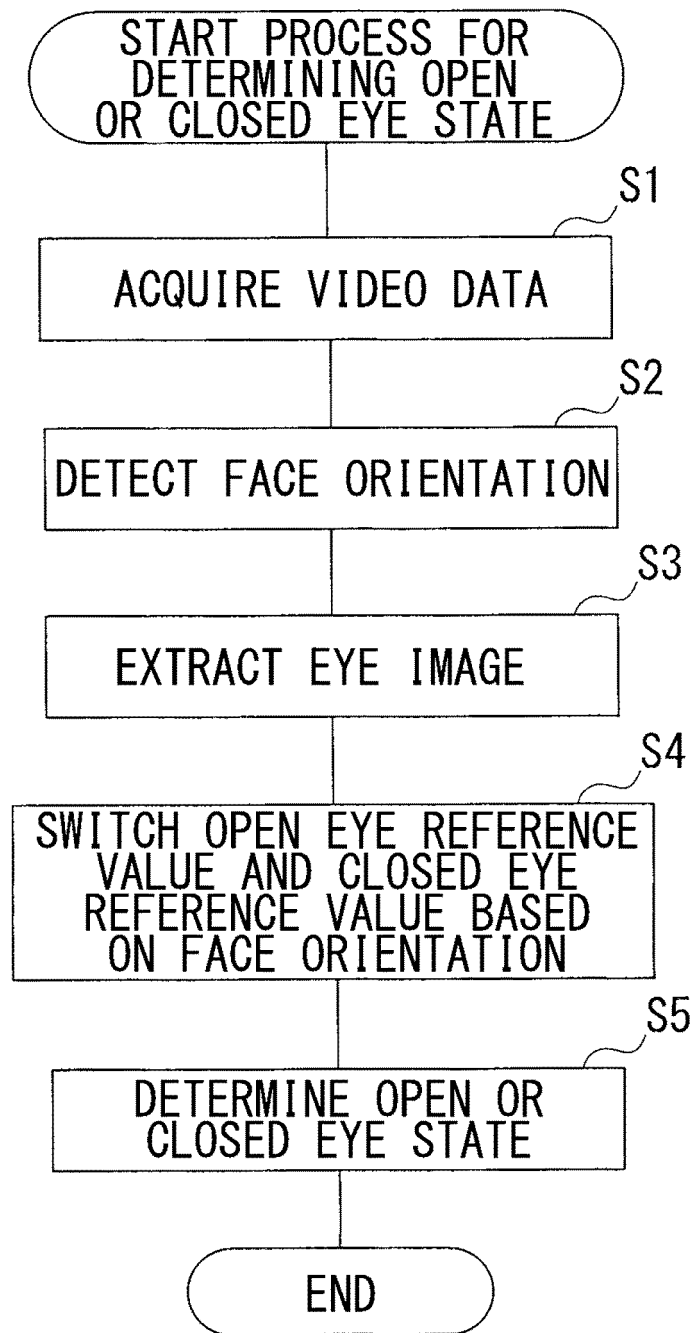 START PROCESS FOR
DETERMINING OPEN
OR CLOSED EYE STATE
S1
ACQUIRE VIDEO DATA
S2
DETECT FACE ORIENTATION
S3
EXTRACT EYE IMAGE
S4
SWITCH OPEN EYE REFERENCE
VALUE AND CLOSED EYE
REFERENCE VALUE BASED
ON FACE ORIENTATION
S5
DETERMINE OPEN OR
CLOSED EYE STATE
END